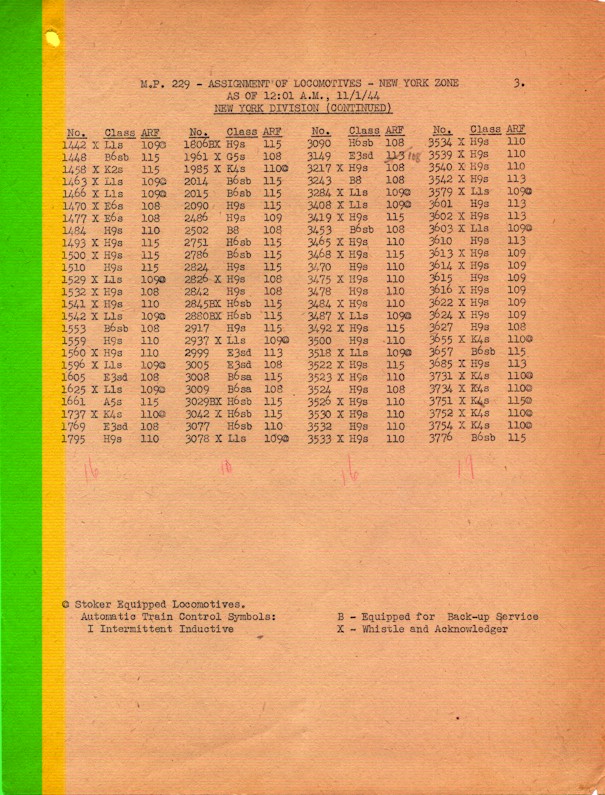 M.P. 229 - ASSIGNMENT OF LOCOMOTIVES - NEW YORK ZONE 3.
AS OF 12:01 A.M., 11/1/44
NEW YORK DIVISION (CONTINUED)
No. Class ARF No. Class ARF No. Class ARF No. Class ARF
1442 X L1s 109@ 1806BX H9s 115 3090 H6sb 108 3534 X H9s 110
1448 B6sb 115 1961 X G5s 108 3149 E3sd 113 108 3539 X H9s 110
1458 X K2s 115 1985 X K4s 110@ 3217 X H9s 108 3540 X H9s 110
1463 X L1s 109@ 2014 B6sb 115 3243 B8 108 3542 X H9s 113
1466 X L1s 109@ 2015 B6sb 115 3284 X L1s 109@ 3579 X L1s 109@
1470 X E6s 108 2090 H9s 115 3408 X L1s 109@ 3601 H9s 113
1477 X E6s 108 2486 H9s 109 3419 X H9s 115 3602 X H9s 113
1484 H9s 110 2502 B8 108 3453 B6sb 108 3603 X L1s 109@
1493 X H9s 115 2751 H6sb 115 3465 X H9s 110 3610 H9s 113
1500 X H9s 115 2786 B6sb 115 3468 X H9s 115 3613 X H9s 109
1510 H9s 115 2824 H9s 115 3470 H9s 110 3614 X H9s 109
1529 X L1s 109@ 2826 X H9s 108 3475 X H9s 110 3615 H9s 109
1532 X H9s 108 2842 H9s 108 3478 H9s 110 3616 X H9s 109
1541 X H9s 110 2845BX H6sb 115 3484 X H9s 110 3622 X H9s 109
1542 X L1s 109@ 2880BX H6sb 115 3487 X L1s 109@ 3624 X H9s 109
1553 B6sb 108 2917 H9s 115 3492 X H9s 115 3627 H9s 108
1559 H9s 110 2937 X L1s 109@ 3500 H9s 110 3655 X K4s 110@
1560 X H9s 110 2999 E3sd 113 3518 X L1s 109@ 3657 B6sb 115
1596 X L1s 109@ 3005 E3sd 108 3522 X H9s 115 3685 X H9s 113
1605 E3sd 108 3008 B6sa 115 3523 X H9s 110 3731 X K4s 110@
1625 X L1s 109@ 3009 B6sa 108 3524 H9s 108 3734 X K4s 110@
1661 A5s 115 3029BX H6sb 115 3526 X H9s 110 3751 X K4s 115@
1737 X K4s 110@ 3042 X H6sb 115 3530 X H9s 110 3752 X K4s 110@
1769 E3sd 108 3077 H6sb 110 3532 H9s 110 3754 X K4s 110@
1795 H9s 110 3078 X L1s 109@ 3533 X H9s 110 3776 B6sb 115
16 10 16 19
@ Stoker Equipped Locomotives.
Automatic Train Control Symbols: B - Equipped for Back-up Service
I Intermittent Inductive X - Whistle and Acknowledger